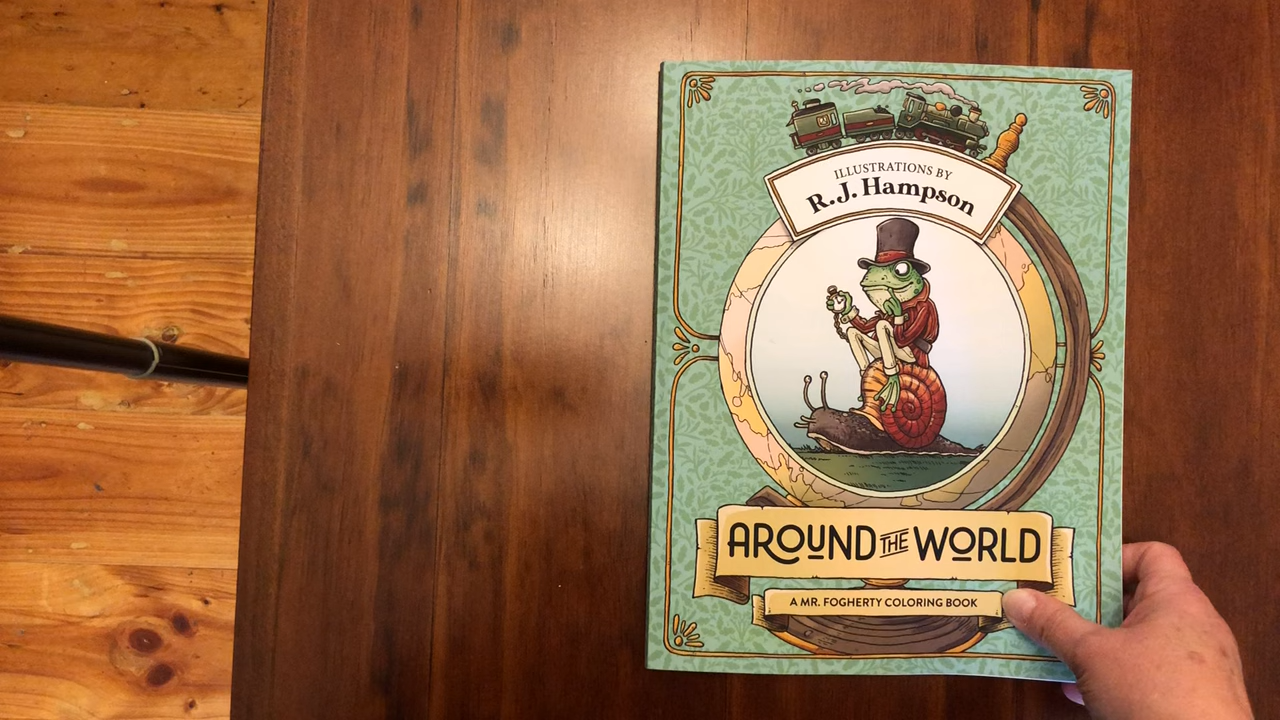 ILLUSTRATIONS BY
R.J. Hampson
AROUND THE WORLD
A MR. FOGHERTY COLORING BOOK